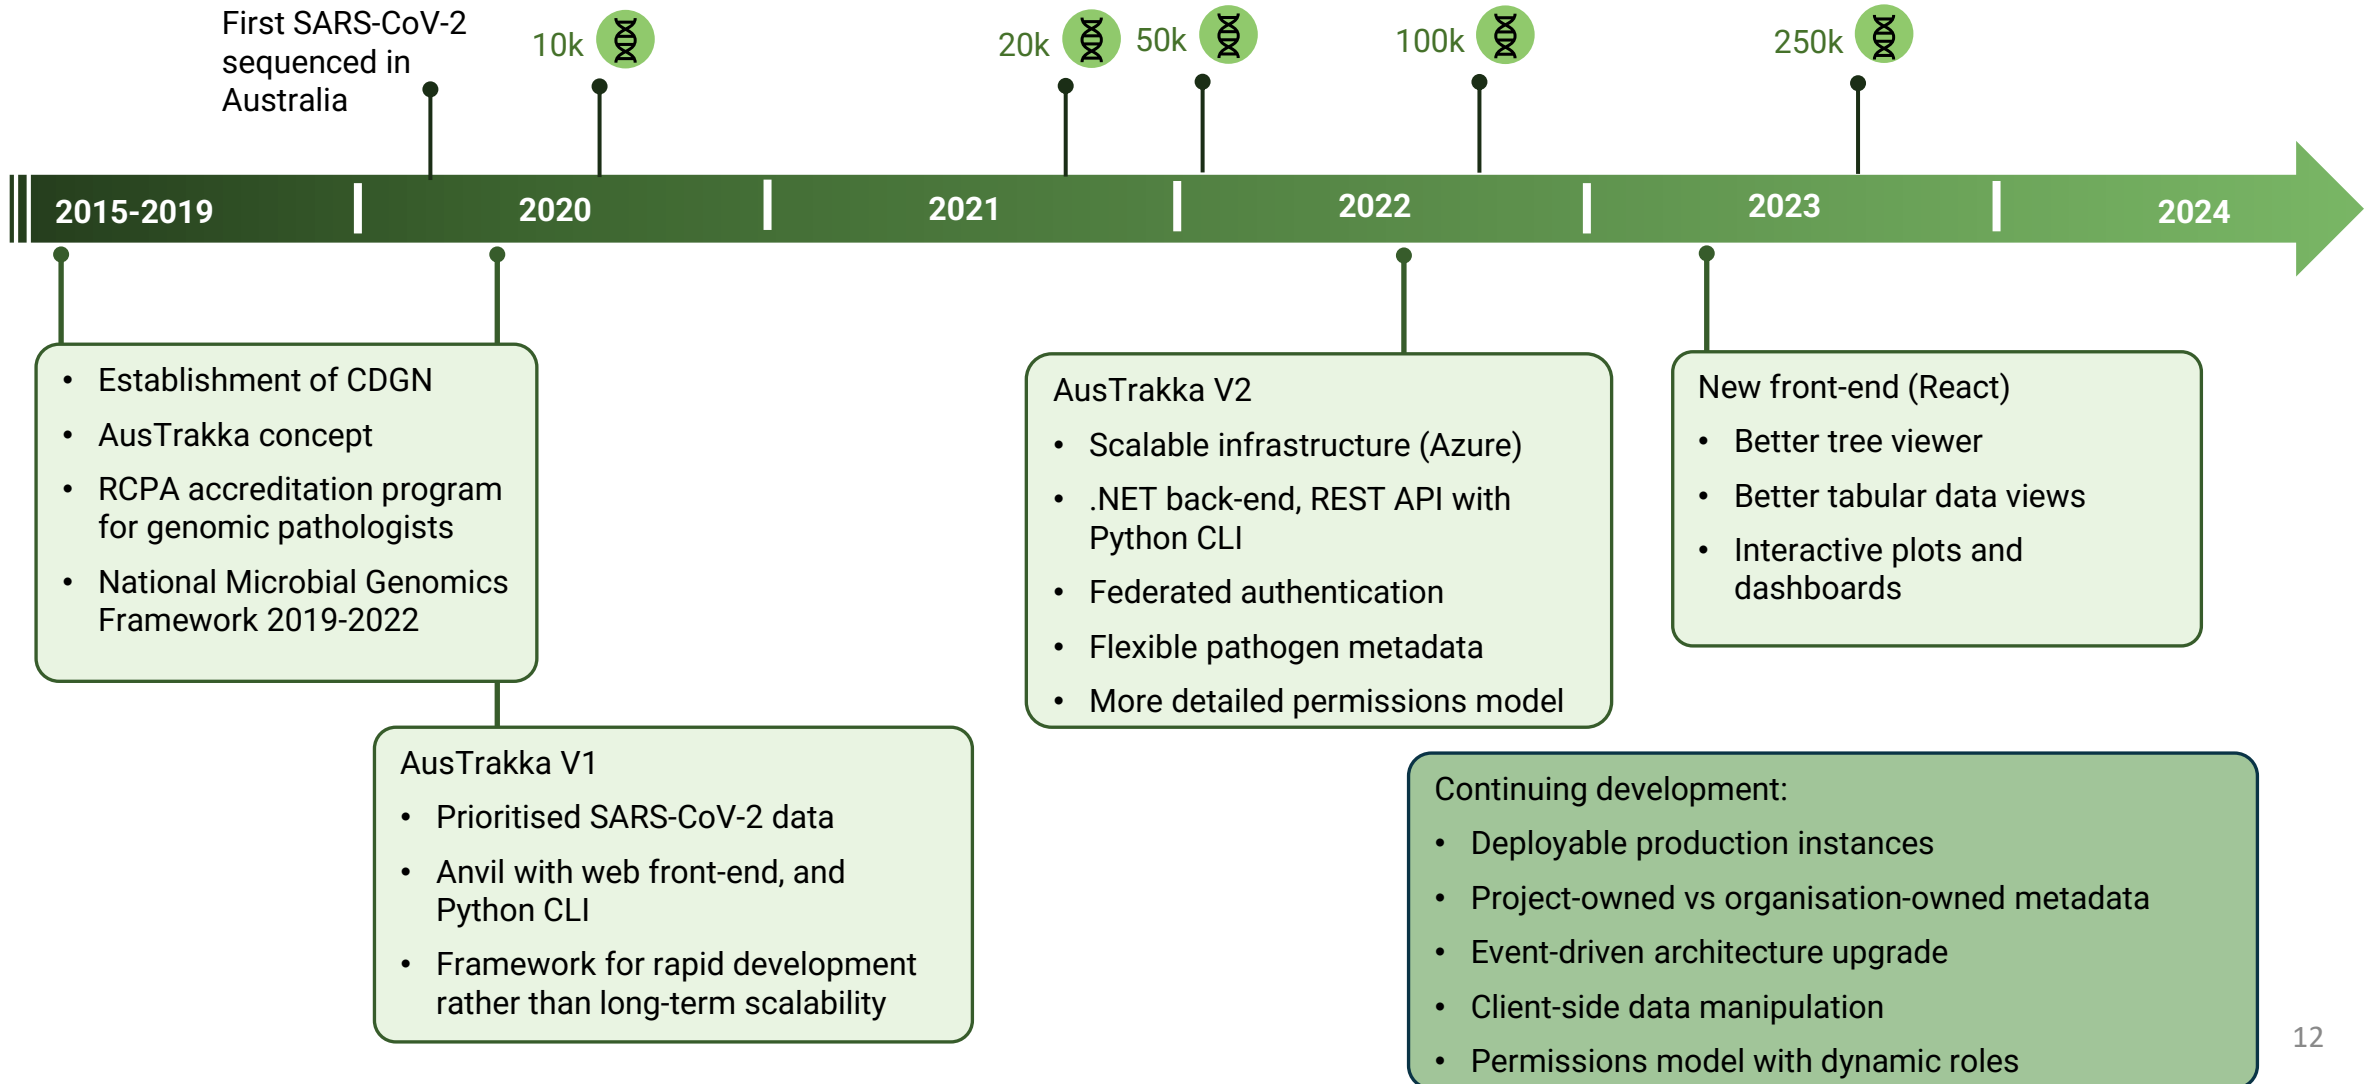 First SARS-CoV-2
sequenced in
Australia
10k
20k
50k
100k
250k
2015-2019
2020
2021
2022
2023
2024
• Establishment of CDGN
• AusTrakka concept
• RCPA accreditation program
for genomic pathologists
• National Microbial Genomics
Framework 2019-2022
AusTrakka V1
• Prioritised SARS-CoV-2 data
• Anvil with web front-end, and
Python CLI
• Framework for rapid development
rather than long-term scalability
AusTrakka V2
• Scalable infrastructure (Azure)
• .NET back-end, REST API with
Python CLI
• Federated authentication
• Flexible pathogen metadata
• More detailed permissions model
New front-end (React)
• Better tree viewer
• Better tabular data views
• Interactive plots and
dashboards
Continuing development:
• Deployable production instances
• Project-owned vs organisation-owned metadata
• Event-driven architecture upgrade
• Client-side data manipulation
• Permissions model with dynamic roles
12